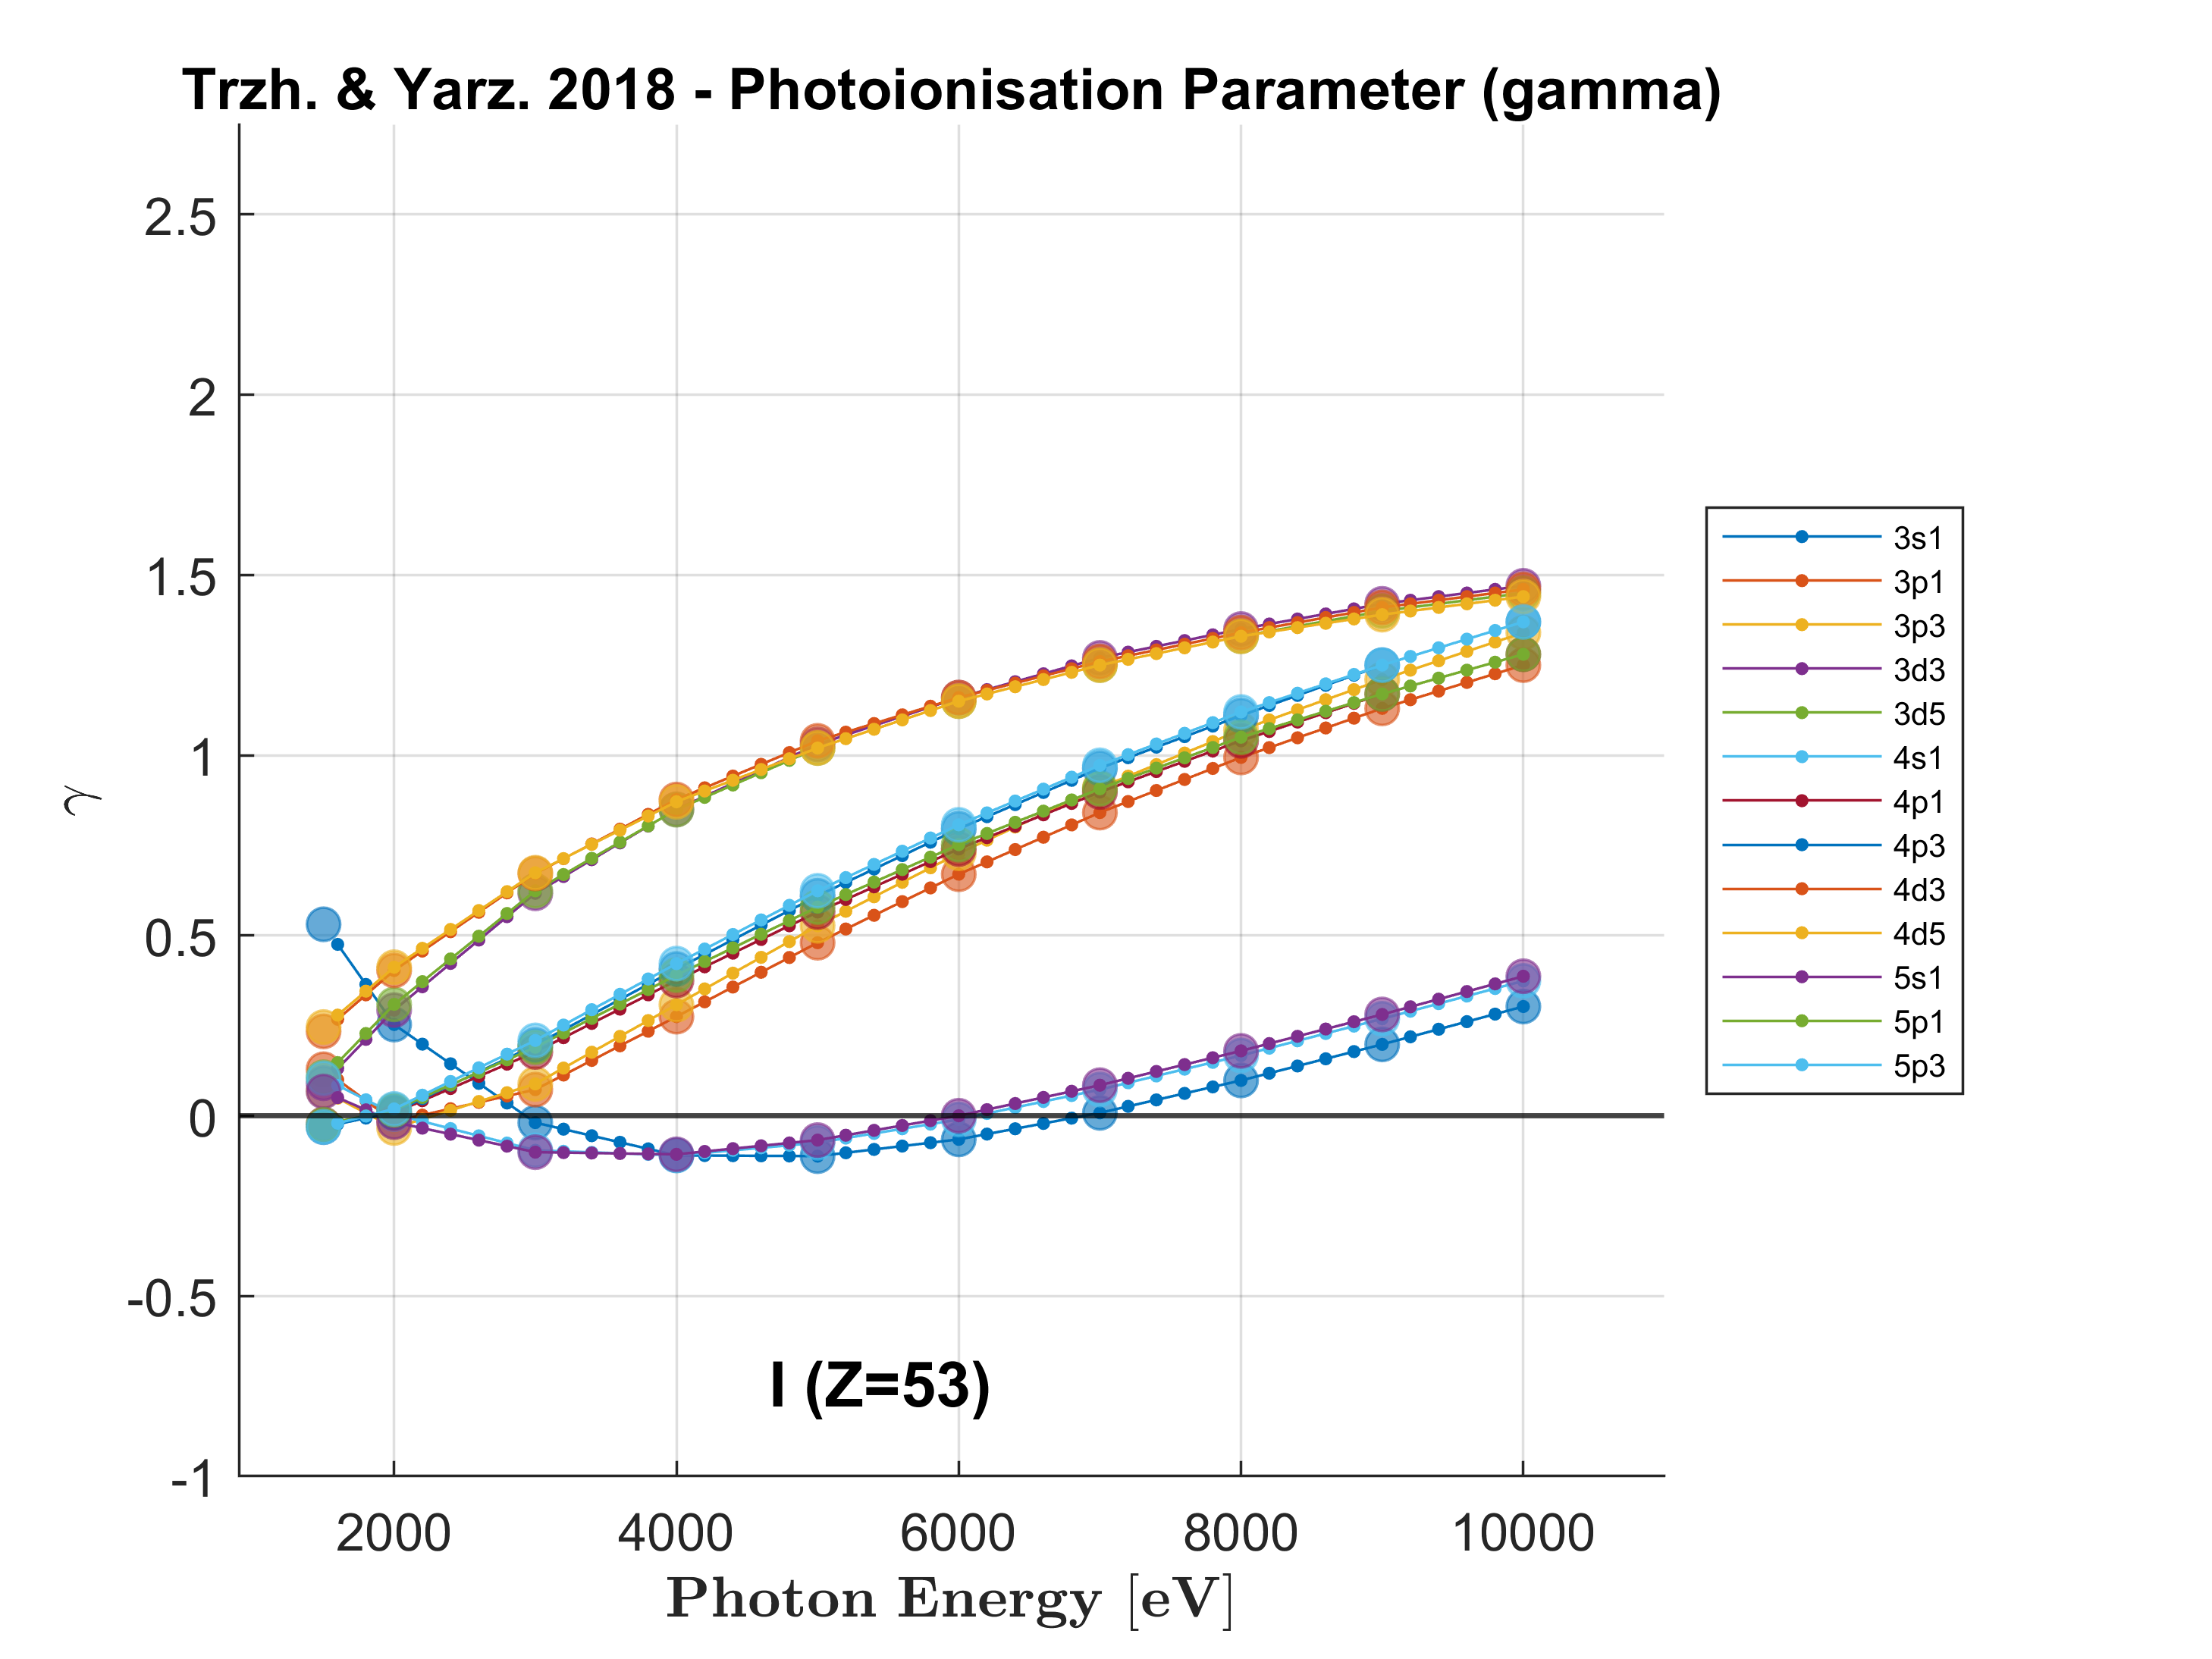 Trzh. & Yarz. 2018 - Photoionisation Parameter (gamma)
2.5
2
1.5
1
0.5
0
-0.5
-1
γ
I (Z=53)
2000 4000 6000 8000 10000
Photon Energy [eV]
3s1
3p1
3p3
3d3
3d5
4s1
4p1
4p3
4d3
4d5
5s1
5p1
5p3